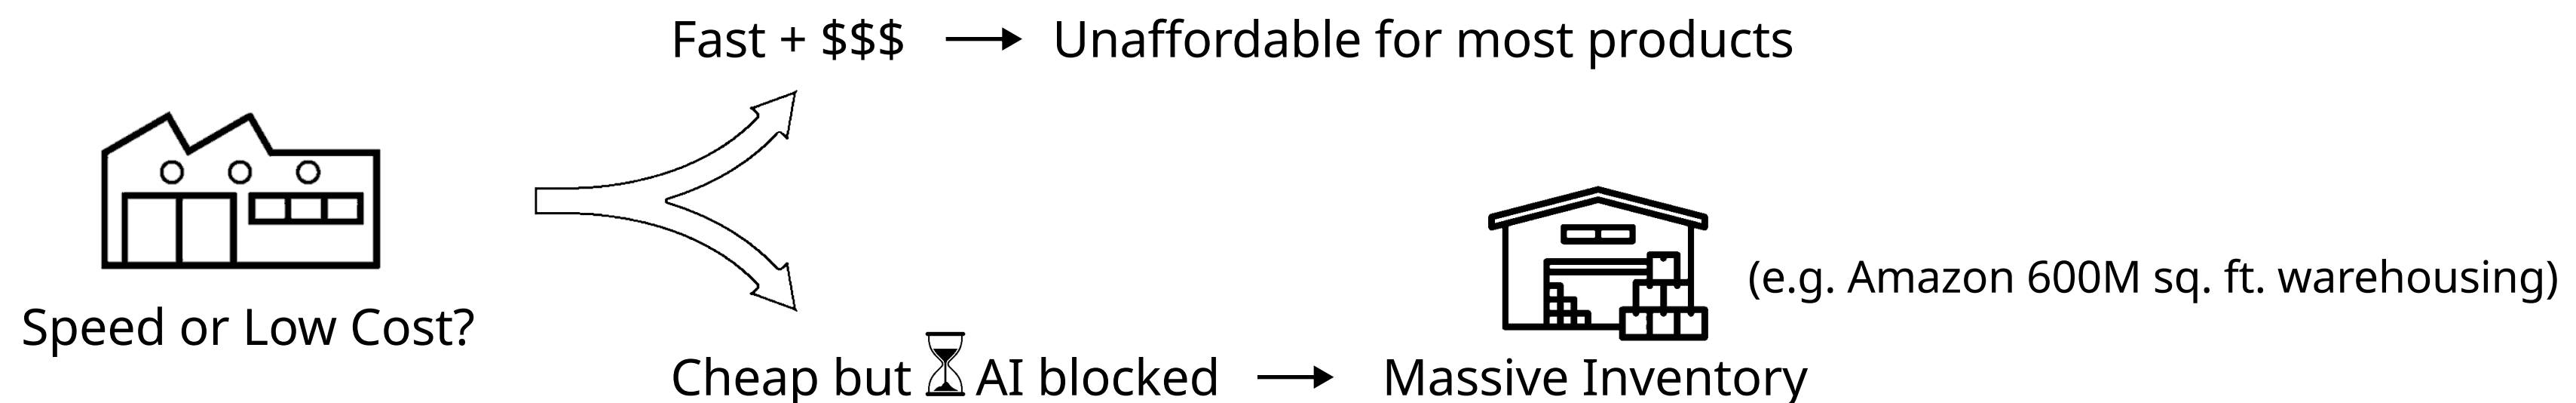 Fast + $$$ → Unaffordable for most products
Speed or Low Cost?
(e.g. Amazon 600M sq. ft. warehousing)
Cheap but ⏳ AI blocked → Massive Inventory